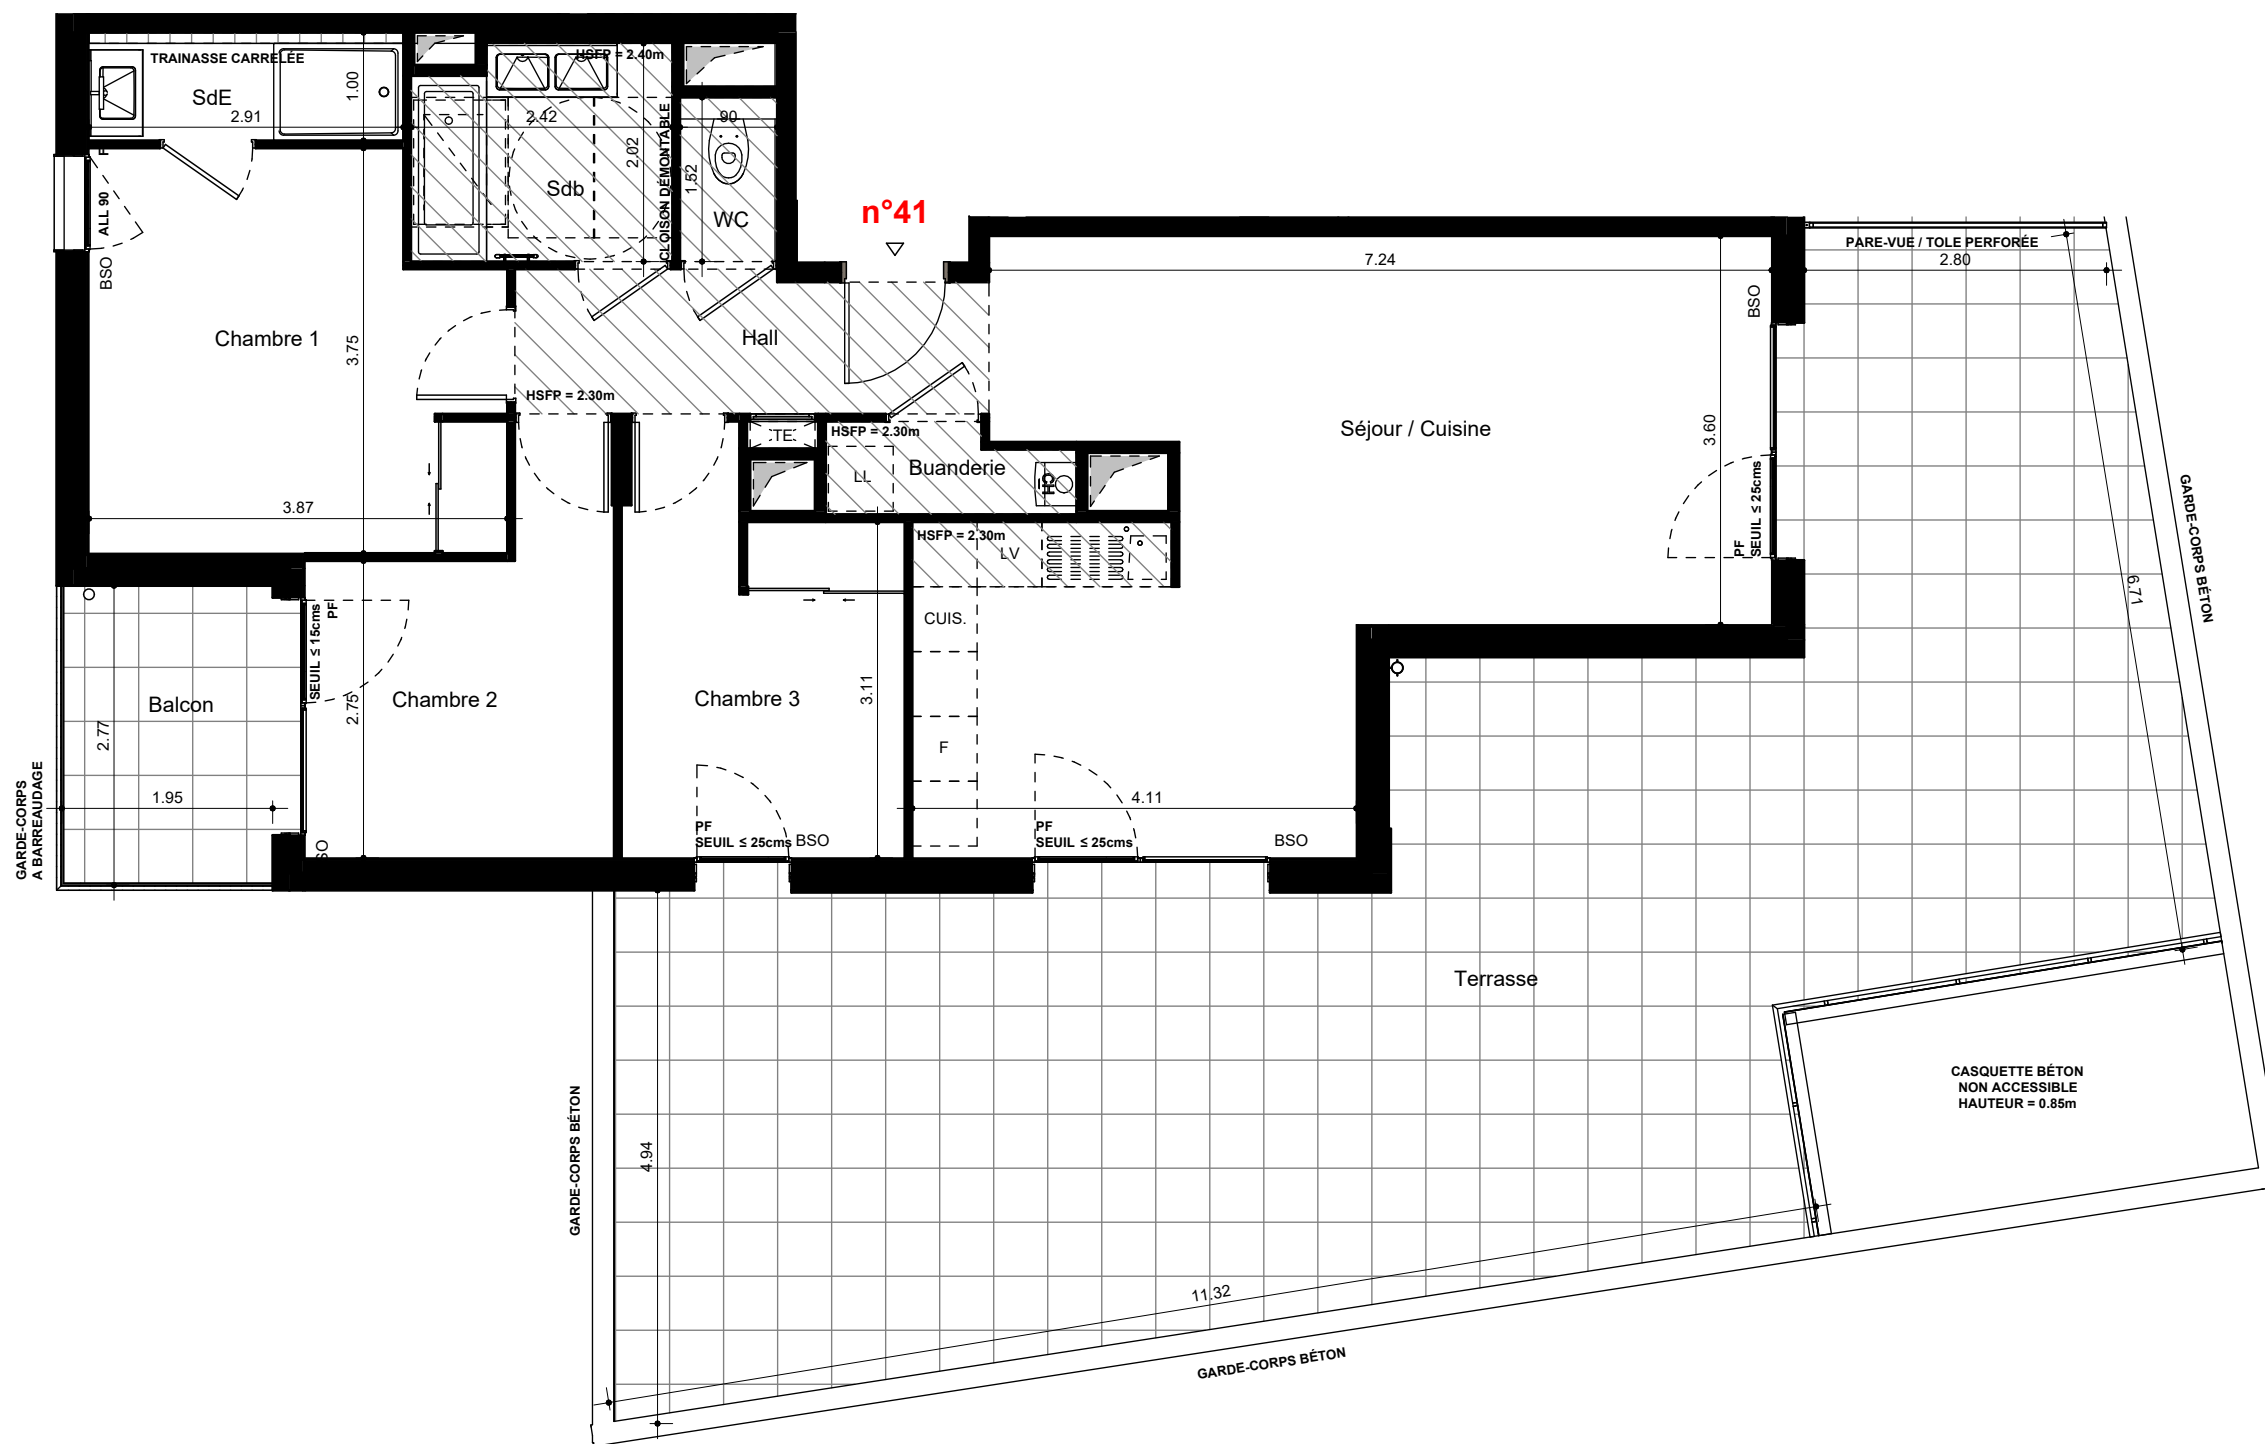 TRAINASSE CARRELÉE
SdE
2.91
1.00
HSFP = 2.40m
2.42
2.02
CLOISON DÉMONTABLE
90
1.52
Sdb
WC
n°41
ALL 90
BSO
Chambre 1
3.75
3.87
Hall
HSFP = 2.30m
7.24
PARE-VUE / TOLE PERFORÉE
2.80
BSO
Séjour / Cuisine
3.60
PF
SEUIL ≤ 25cms
TE
HSFP = 2.30m
LL
Buanderie
CH
HSFP = 2.30m
LV
CUIS.
F
GARDE-CORPS BÉTON
6.71
SEUIL ≤ 15cms
PF
Balcon
2.77
1.95
GARDE-CORPS
A BARREAUDAGE
2.75
Chambre 2
Chambre 3
3.11
4.11
PF
SEUIL ≤ 25cms
BSO
PF
SEUIL ≤ 25cms
BSO
Terrasse
CASQUETTE BÉTON
NON ACCESSIBLE
HAUTEUR = 0.85m
GARDE-CORPS BÉTON
4.94
11.32
GARDE-CORPS BÉTON